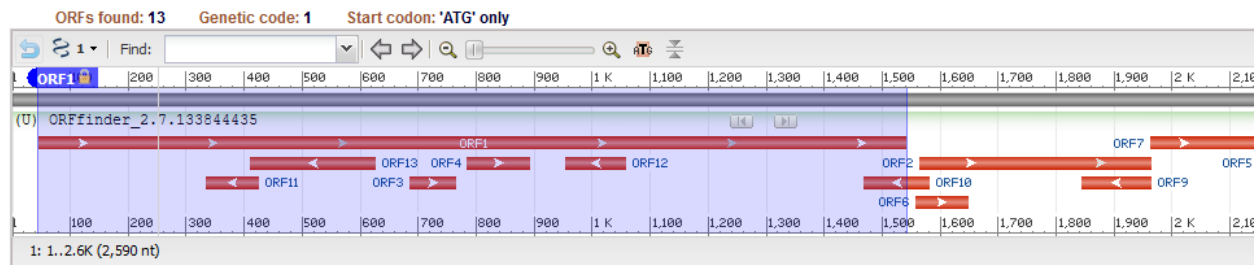 ORFs found: 13 Genetic code: 1 Start codon: 'ATG' only
1 Find: ATG
1 ORF1 200 300 400 500 600 700 800 900 1 K 1,100 1,200 1,300 1,400 1,500 1,600 1,700 1,800 1,900 2 K 2,10
(U) ORFfinder_2.7.133844435
ORF1 ORF7
ORF13 ORF4 ORF12 ORF2 ORF5
ORF11 ORF3 ORF10 ORF9
ORF6
1 100 200 300 400 500 600 700 800 900 1 K 1,100 1,200 1,300 1,400 1,500 1,600 1,700 1,800 1,900 2 K 2,10
1: 1..2.6K (2,590 nt)